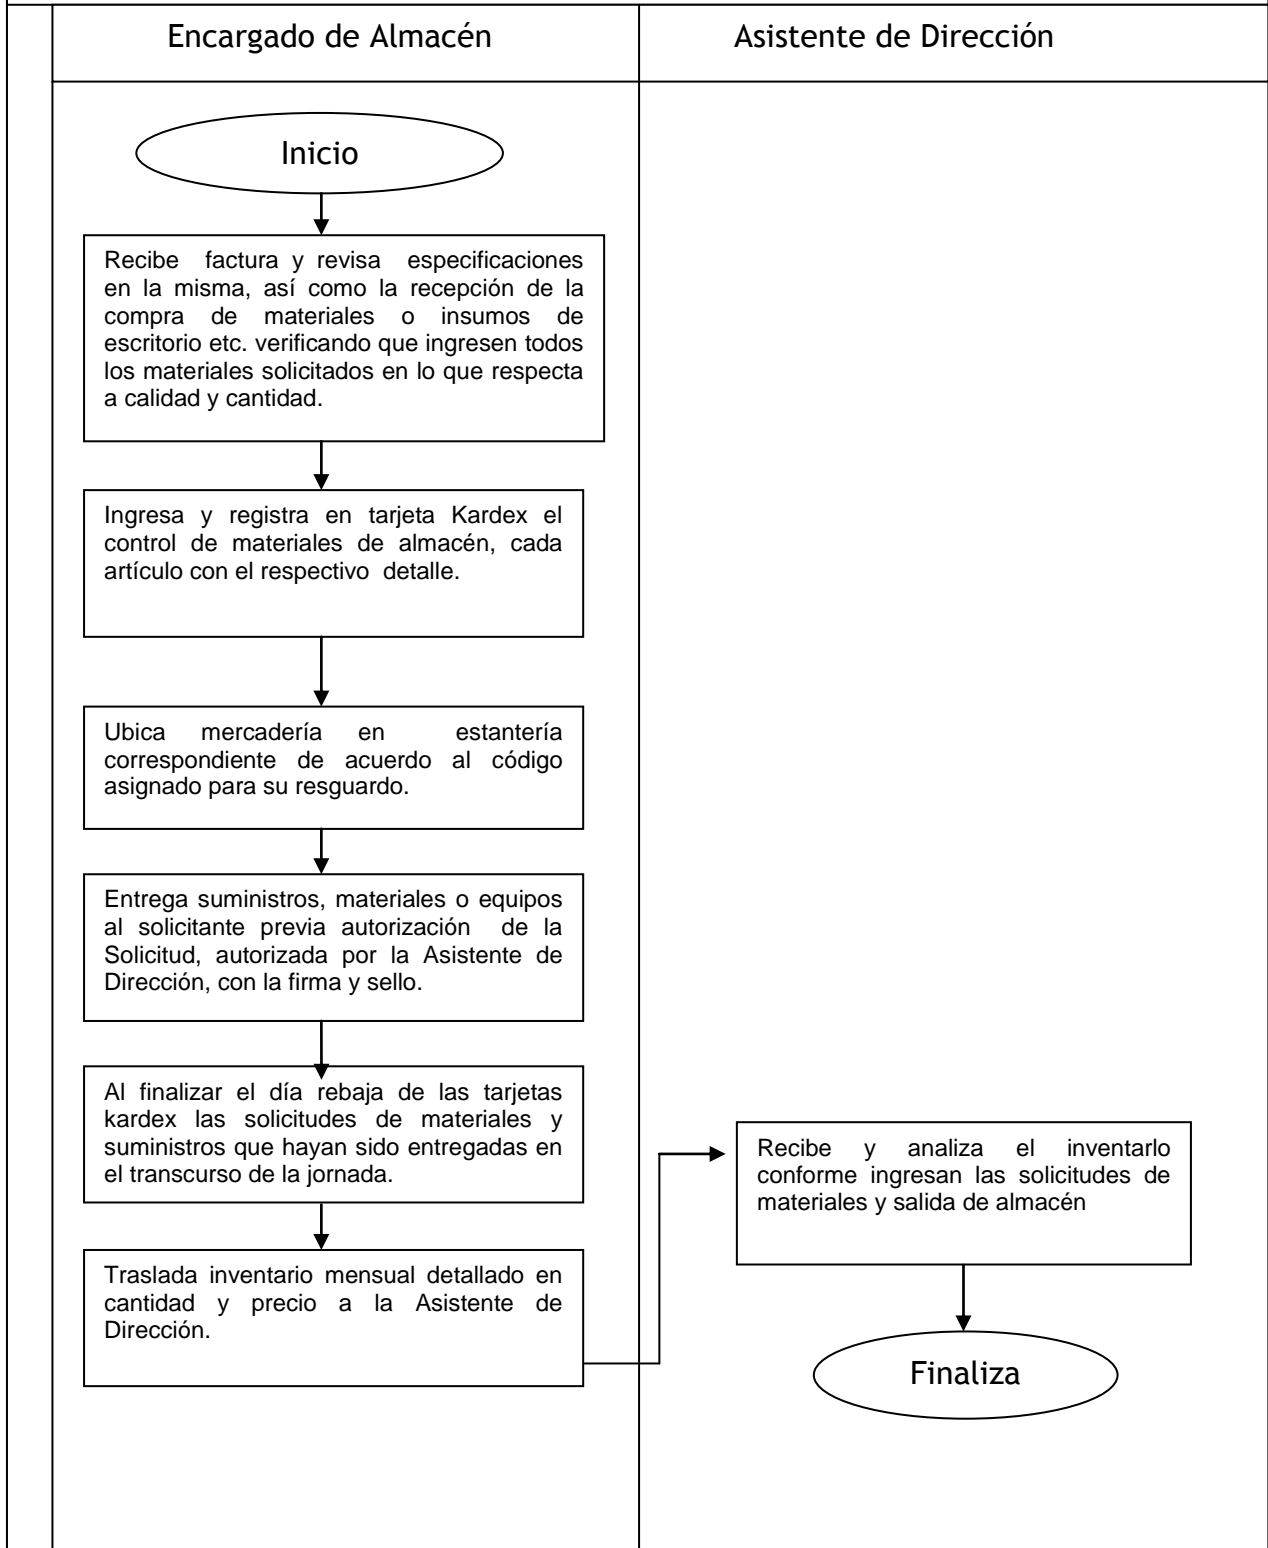 Encargado de Almacén
Asistente de Dirección
Inicio
Recibe factura y revisa especificaciones
en la misma, así como la recepción de la
compra de materiales o insumos de
escritorio etc. verificando que ingresen todos
los materiales solicitados en lo que respecta
a calidad y cantidad.
Ingresa y registra en tarjeta Kardex el
control de materiales de almacén, cada
artículo con el respectivo detalle.
Ubica mercadería en estantería
correspondiente de acuerdo al código
asignado para su resguardo.
Entrega suministros, materiales o equipos
al solicitante previa autorización de la
Solicitud, autorizada por la Asistente de
Dirección, con la firma y sello.
Al finalizar el día rebaja de las tarjetas
kardex las solicitudes de materiales y
suministros que hayan sido entregadas en
el transcurso de la jornada.
Traslada inventario mensual detallado en
cantidad y precio a la Asistente de
Dirección.
Recibe y analiza el inventarlo
conforme ingresan las solicitudes de
materiales y salida de almacén
Finaliza